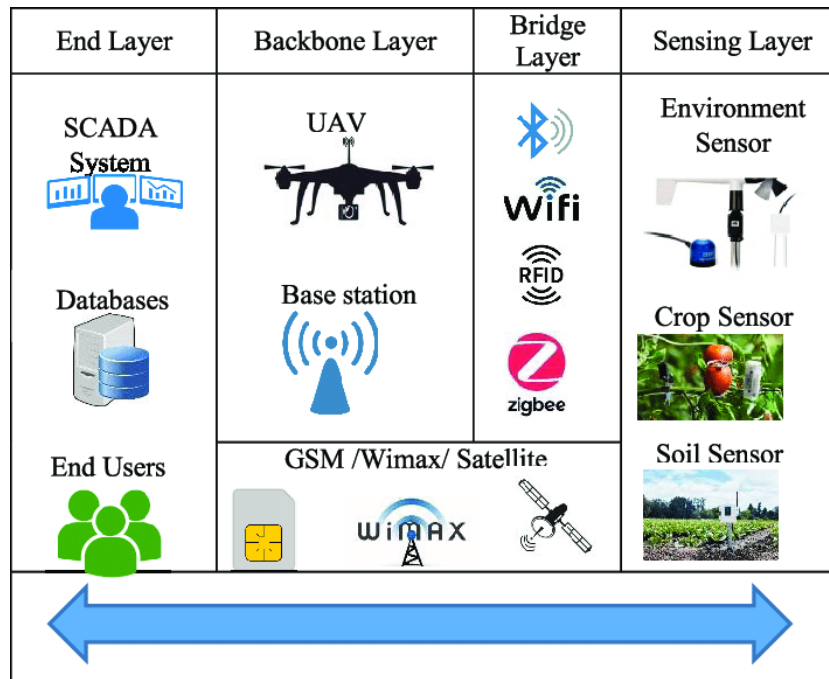 End Layer
Backbone Layer
Bridge
Layer
Sensing Layer
SCADA
System
Databases
End Users
UAV
Base station
Wifi
RFID
zigbee
GSM /Wimax/ Satellite
WiMAX
Environment
Sensor
Crop Sensor
Soil Sensor